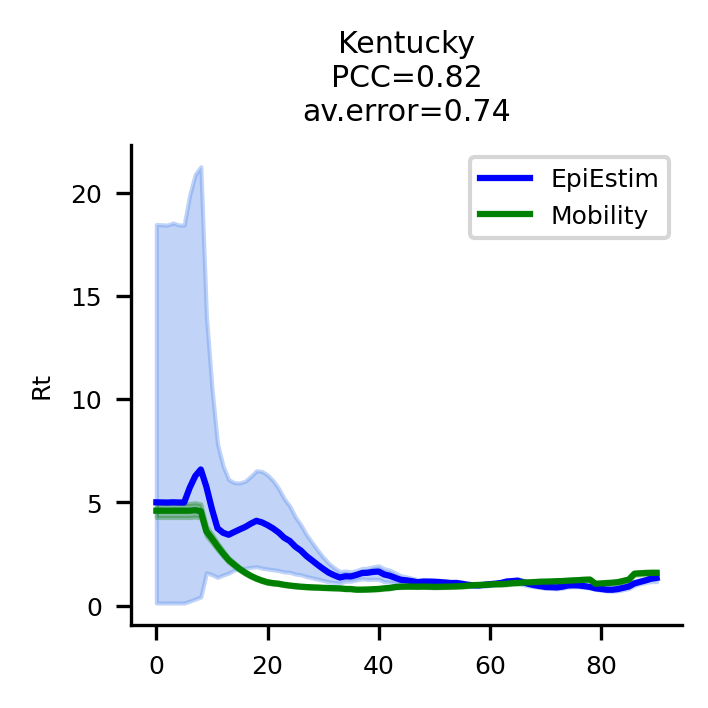 Kentucky
PCC=0.82
av.error=0.74
EpiEstim
Mobility
Rt
20
15
10
5
0
0 20 40 60 80